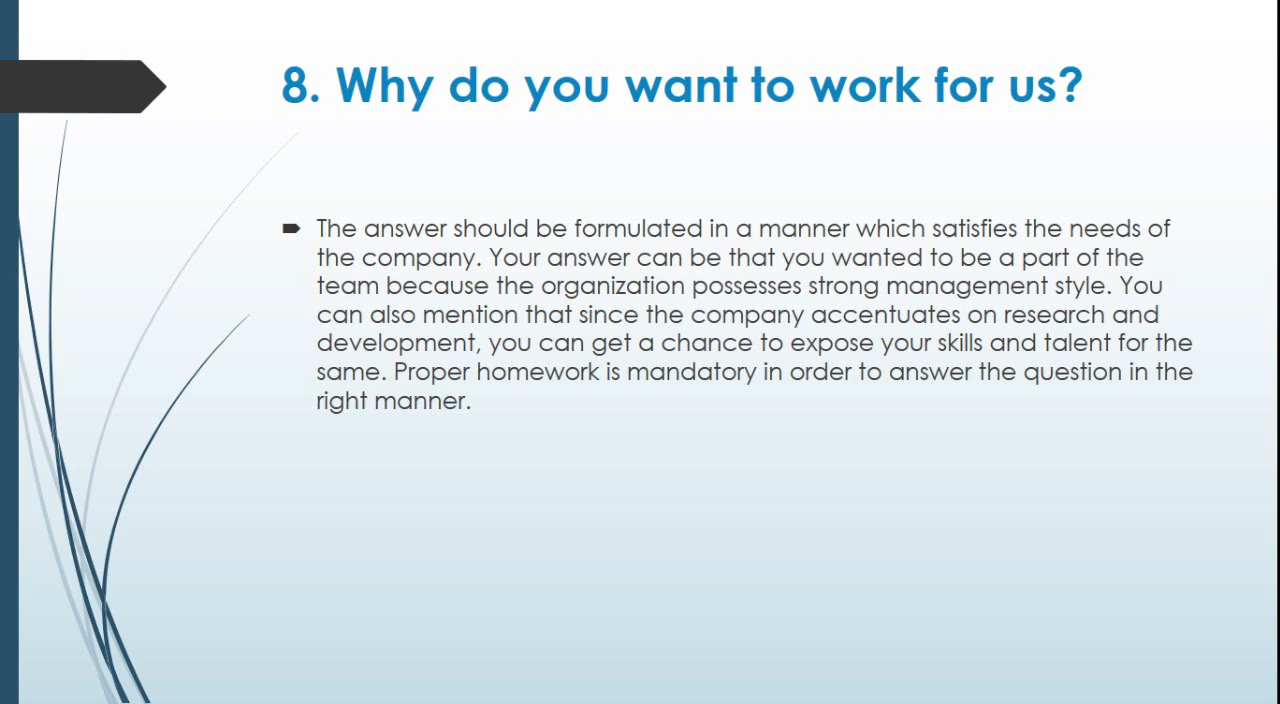 8. Why do you want to work for us?
The answer should be formulated in a manner which satisfies the needs of
the company. Your answer can be that you wanted to be a part of the
team because the organization possesses strong management style. You
can also mention that since the company accentuates on research and
development, you can get a chance to expose your skills and talent for the
same. Proper homework is mandatory in order to answer the question in the
right manner.